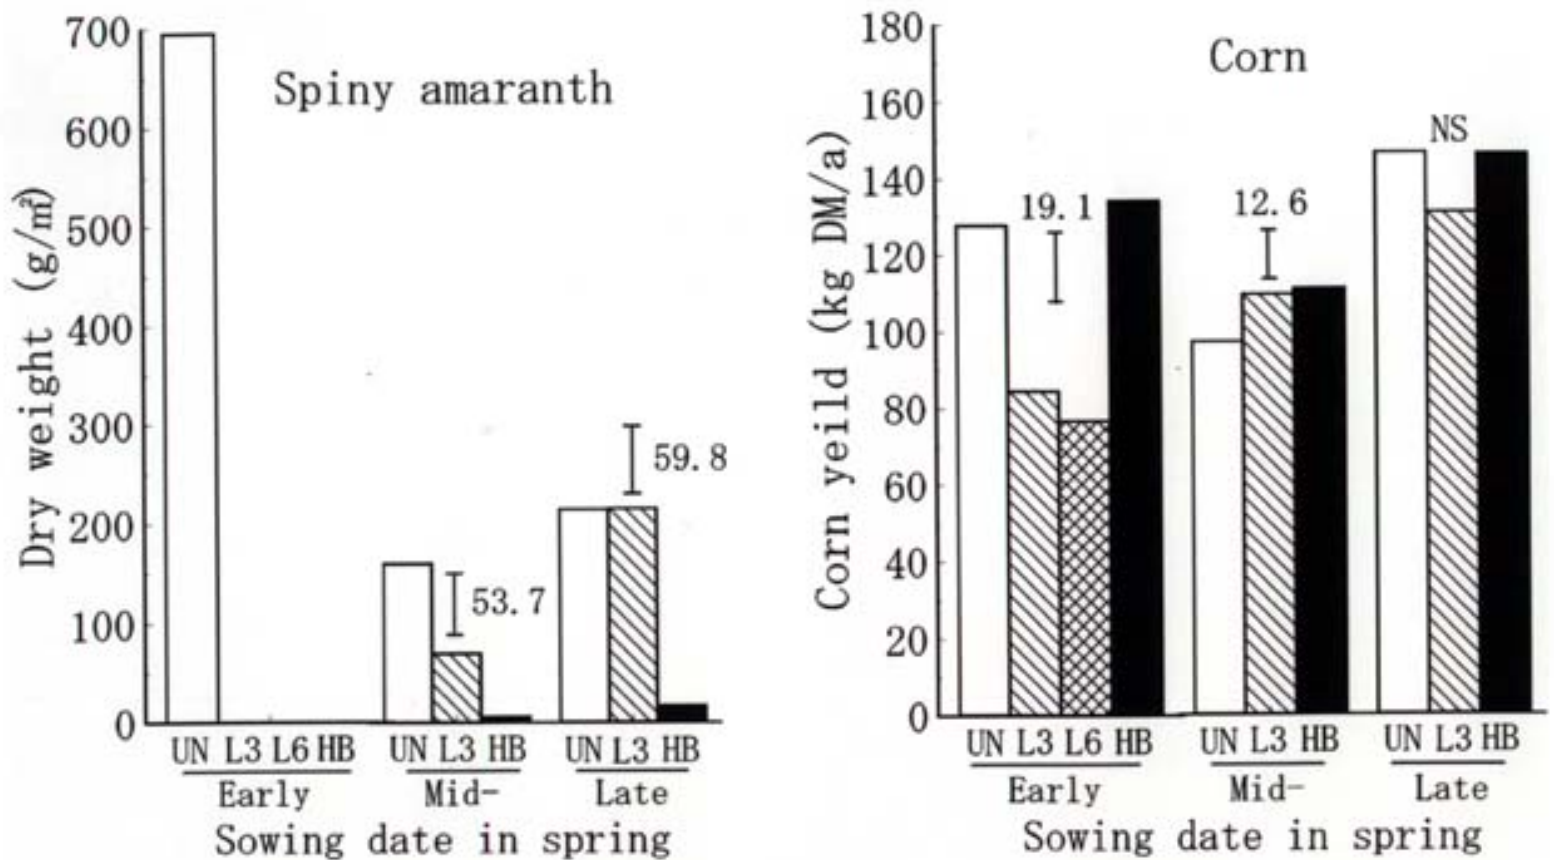 700
600
500
400
300
200
100
0
Dry weight (g/㎡)
Spiny amaranth
53.7
59.8
UN L3 L6 HB
UN L3 HB
UN L3 HB
Early
Mid-
Late
Sowing date in spring
180
160
140
120
100
80
60
40
20
0
Corn yeild (kg DM/a)
Corn
19.1
12.6
NS
UN L3 L6 HB
UN L3 HB
UN L3 HB
Early
Mid-
Late
Sowing date in spring